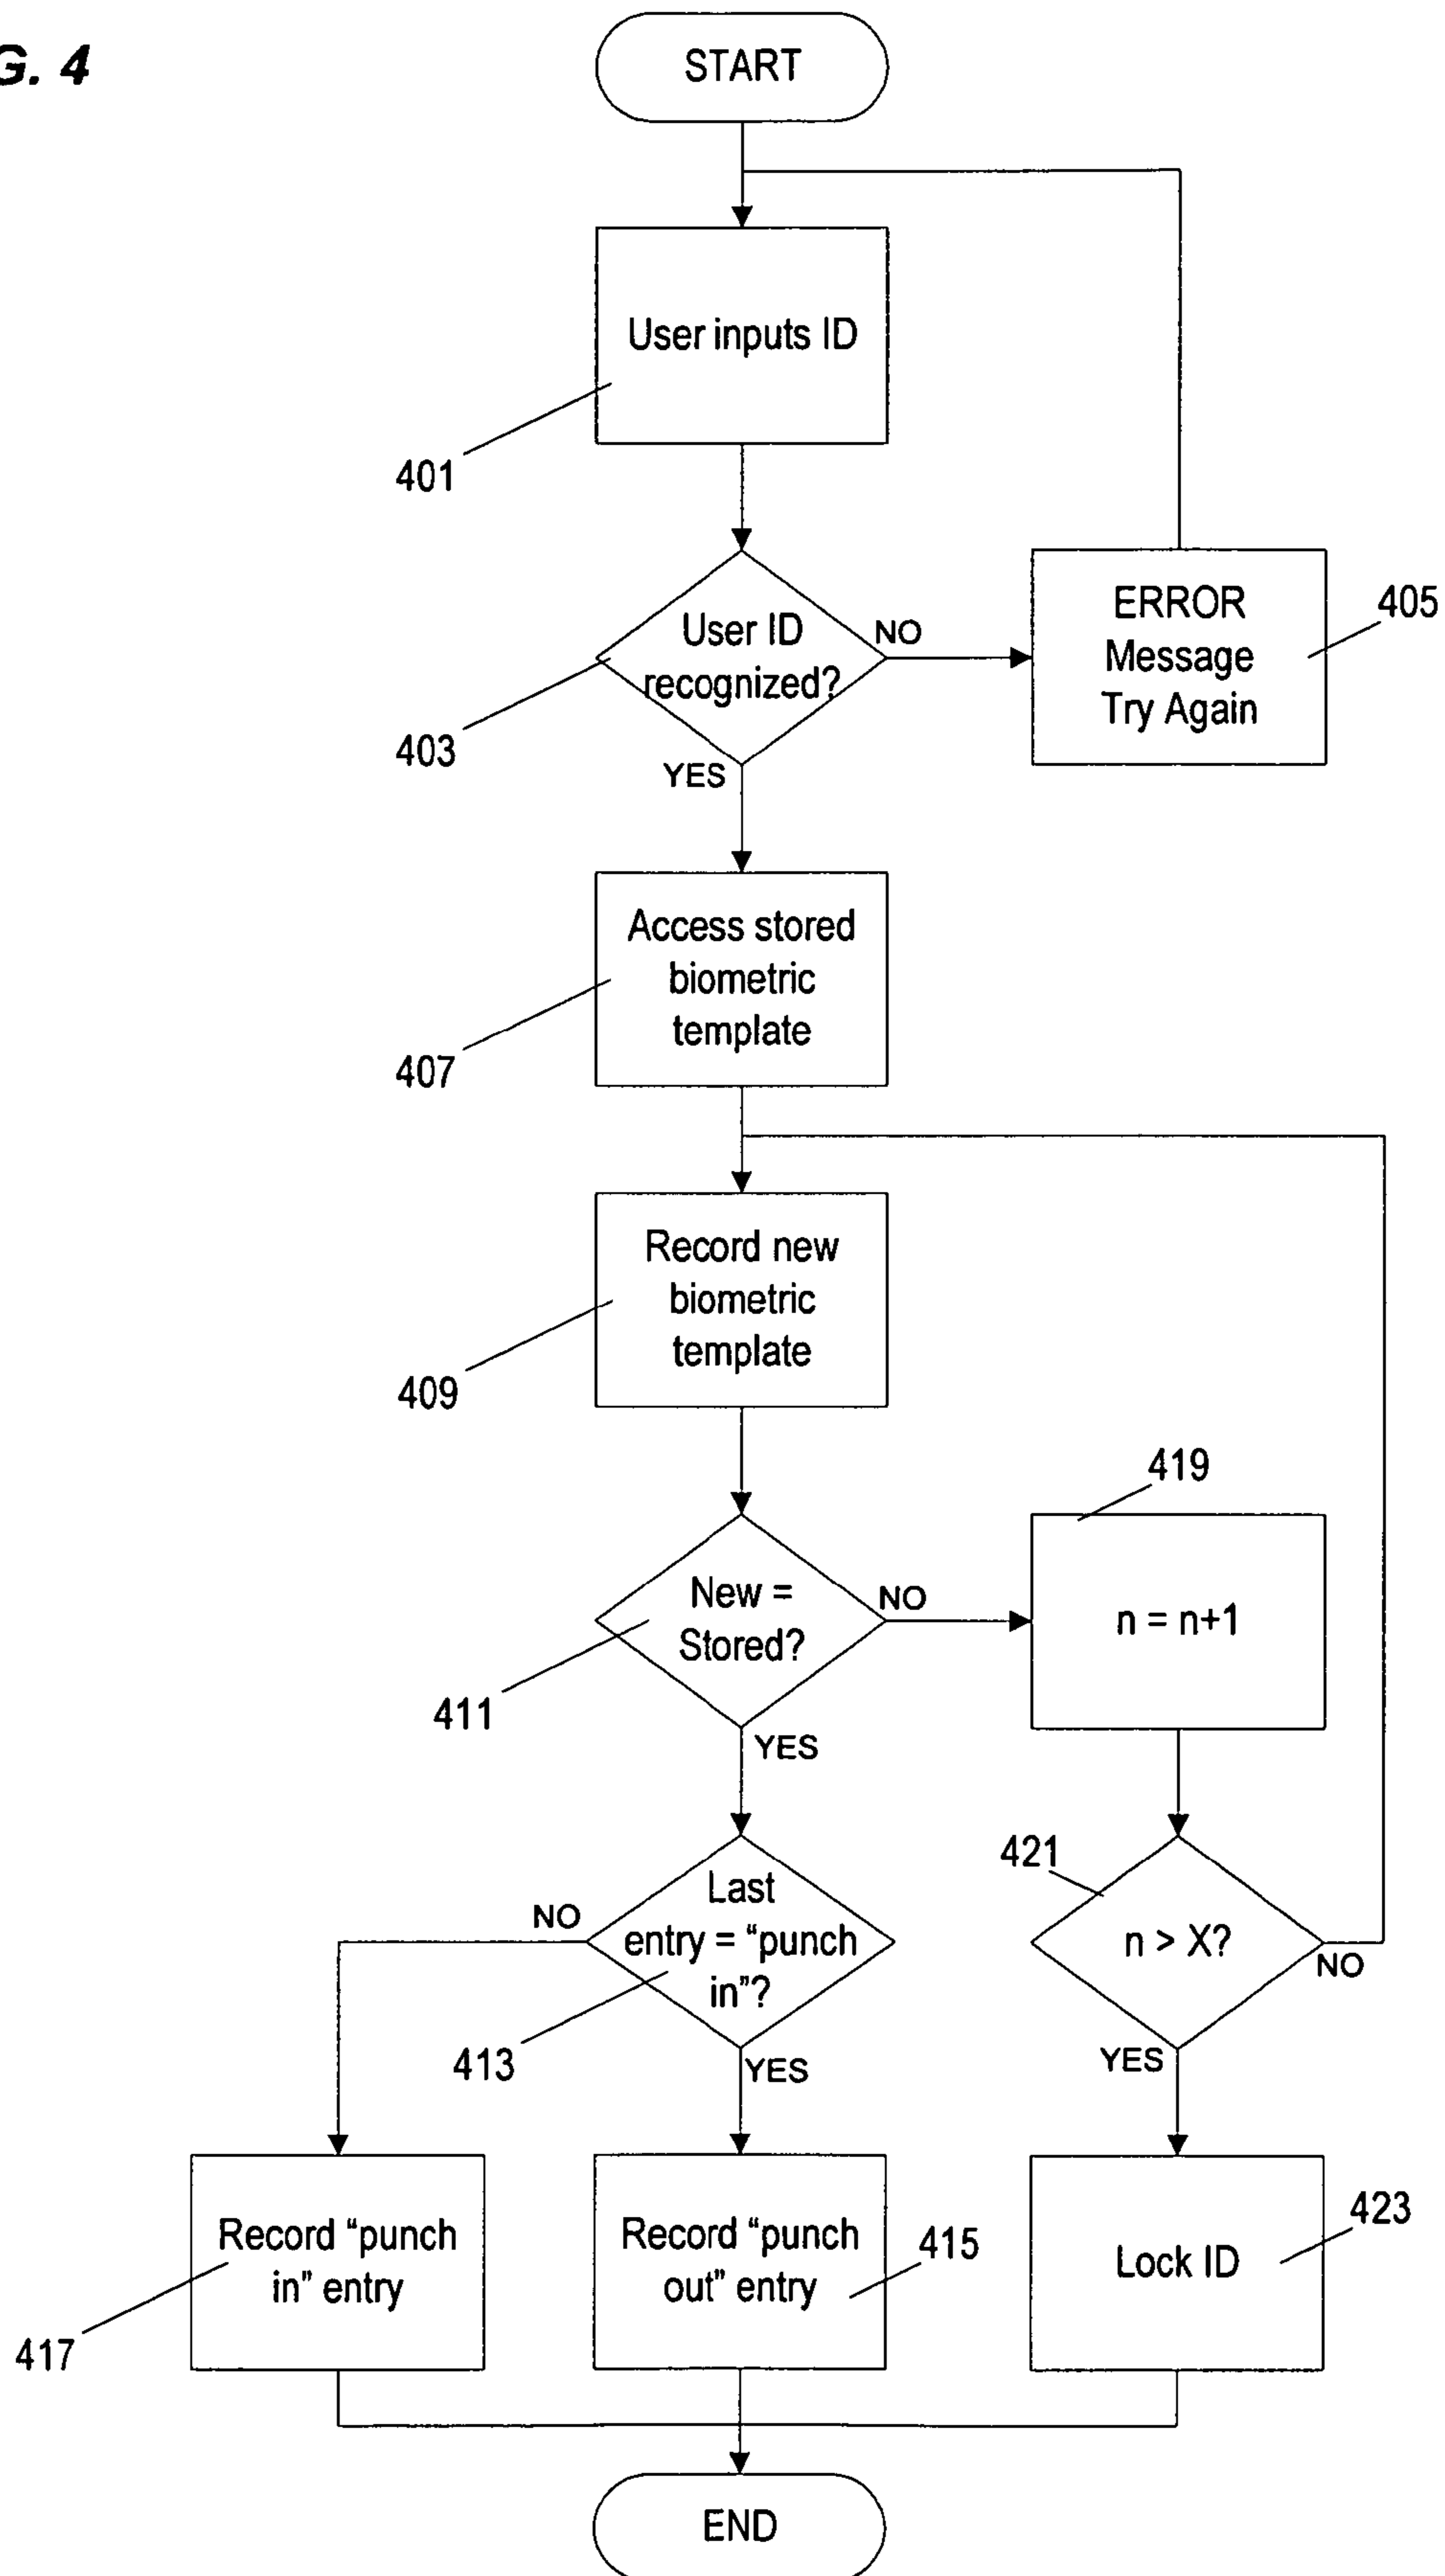 G. 4
START
User inputs ID
401
User ID
recognized?
NO
403
YES
ERROR
Message
Try Again
405
Access stored
biometric
template
407
Record new
biometric
template
409
New =
Stored?
NO
411
YES
419
n = n+1
421
n > X?
NO
YES
Last
entry = “punch
in”?
NO
413
YES
Record “punch
in” entry
417
Record “punch
out” entry
415
Lock ID
423
END